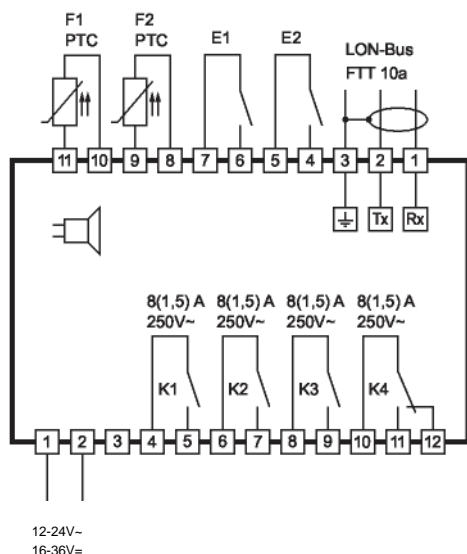 F1 F2
PTC PTC E1 E2
LON-Bus
FTT 10a
11 10 9 8 7 6 5 4 3 2 1
Tx Rx
8(1,5) A 8(1,5) A 8(1,5) A 8(1,5) A
250V~ 250V~ 250V~ 250V~
K1 K2 K3 K4
1 2 3 4 5 6 7 8 9 10 11 12
12-24V~
16-36V=